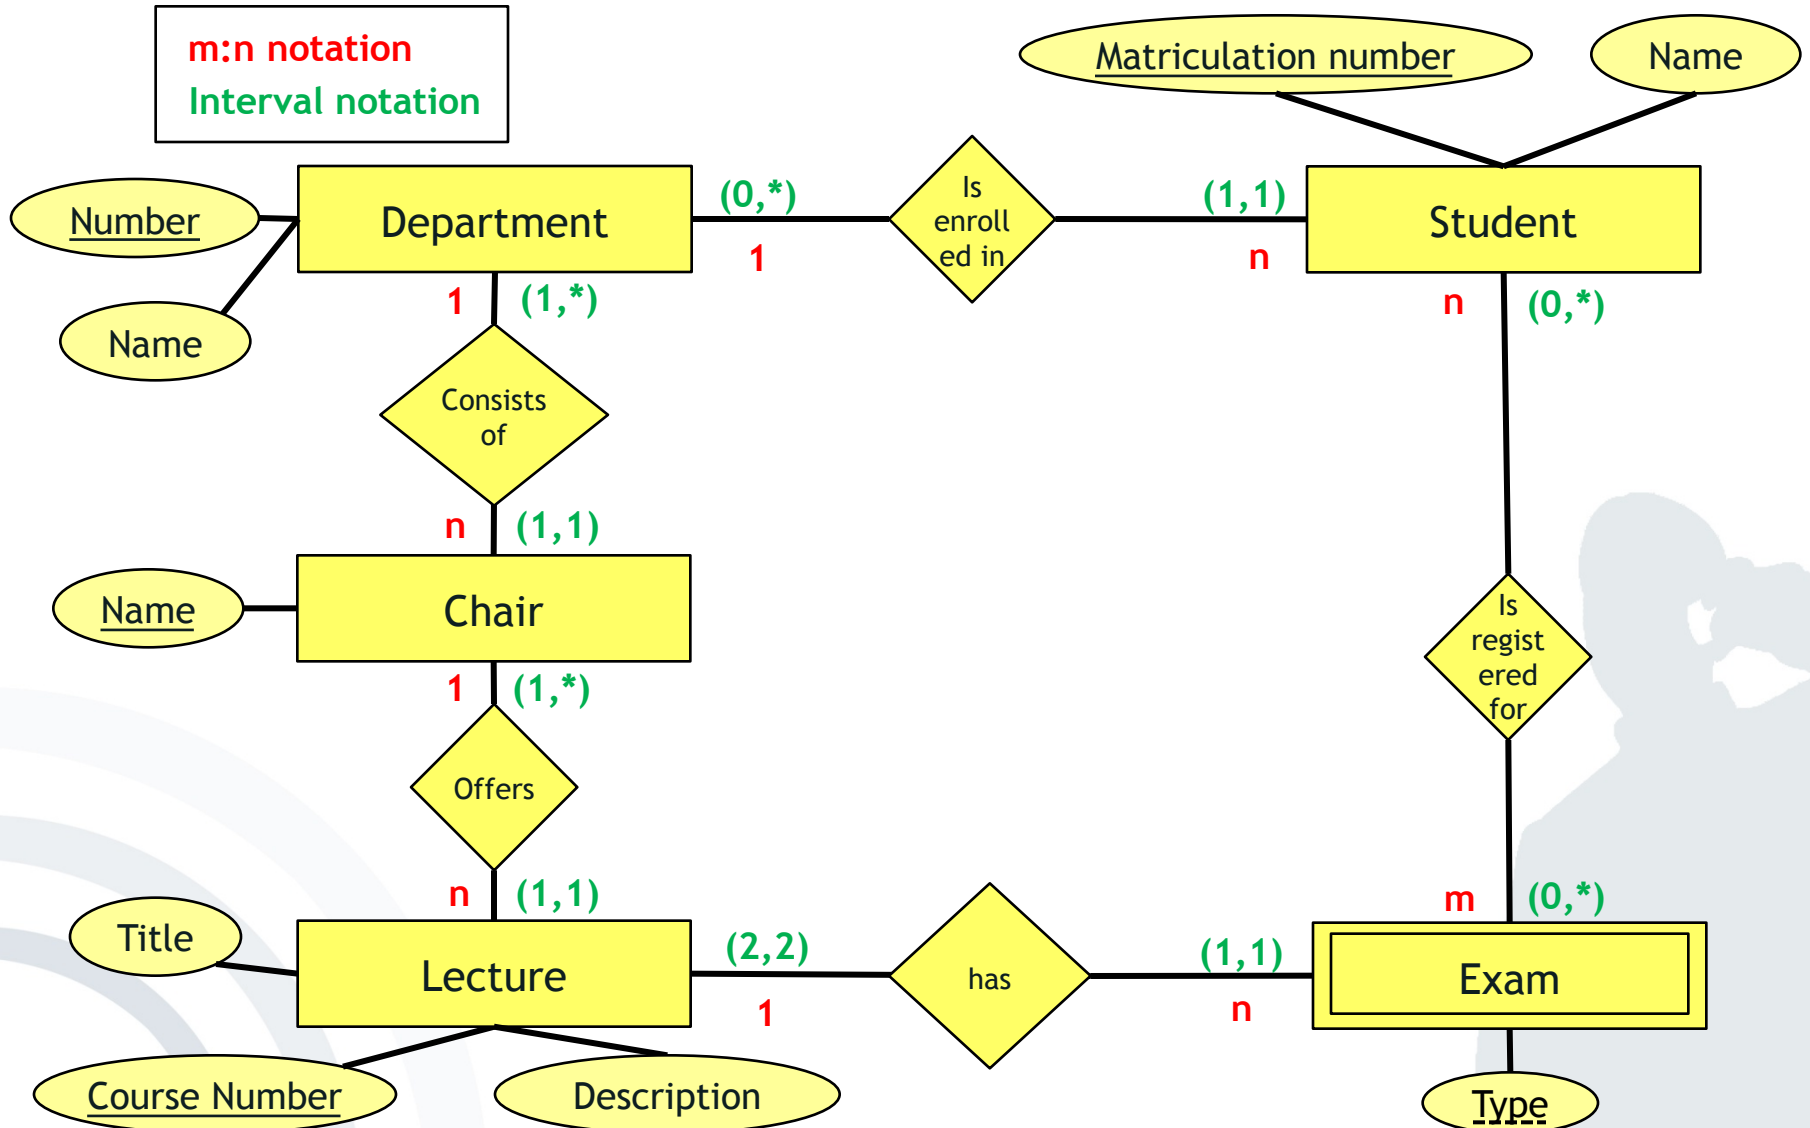 m:n notation
Interval notation
Matriculation number
Name
Number
Department
(0,*)
1
Is
enroll
ed in
(1,1)
n
Student
Name
1
(1,*)
n
(0,*)
Consists
of
n
(1,1)
Name
Chair
Is
regist
ered
for
1
(1,*)
Offers
n
(1,1)
m
(0,*)
Title
Lecture
(2,2)
1
has
(1,1)
n
Exam
Course Number
Description
Type